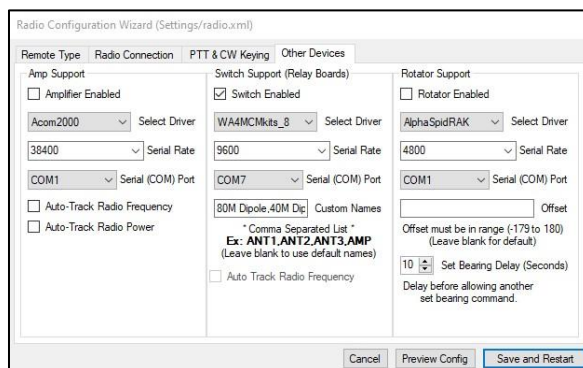 Radio Configuration Wizard (Settings/radio.xml)
Remote Type
Radio Connection
PTT & CW Keying
Other Devices
Amp Support
Amplifier Enabled
Acom2000
Select Driver
38400
Serial Rate
COM1
Serial (COM) Port
Auto-Track Radio Frequency
Auto-Track Radio Power
Switch Support (Relay Boards)
Switch Enabled
WA4MCMkits_8
Select Driver
9600
Serial Rate
COM7
Serial (COM) Port
80M Dipole,40M Dip
Custom Names
* Comma Separated List *
Ex: ANT1,ANT2,ANT3,AMP
(Leave blank to use default names)
Auto Track Radio Frequency
Rotator Support
Rotator Enabled
AlphaSpidRAK
Select Driver
4800
Serial Rate
COM1
Serial (COM) Port
Offset
Offset must be in range (-179 to 180)
(Leave blank for default)
10
Set Bearing Delay (Seconds)
Delay before allowing another
set bearing command.
Cancel
Preview Config
Save and Restart